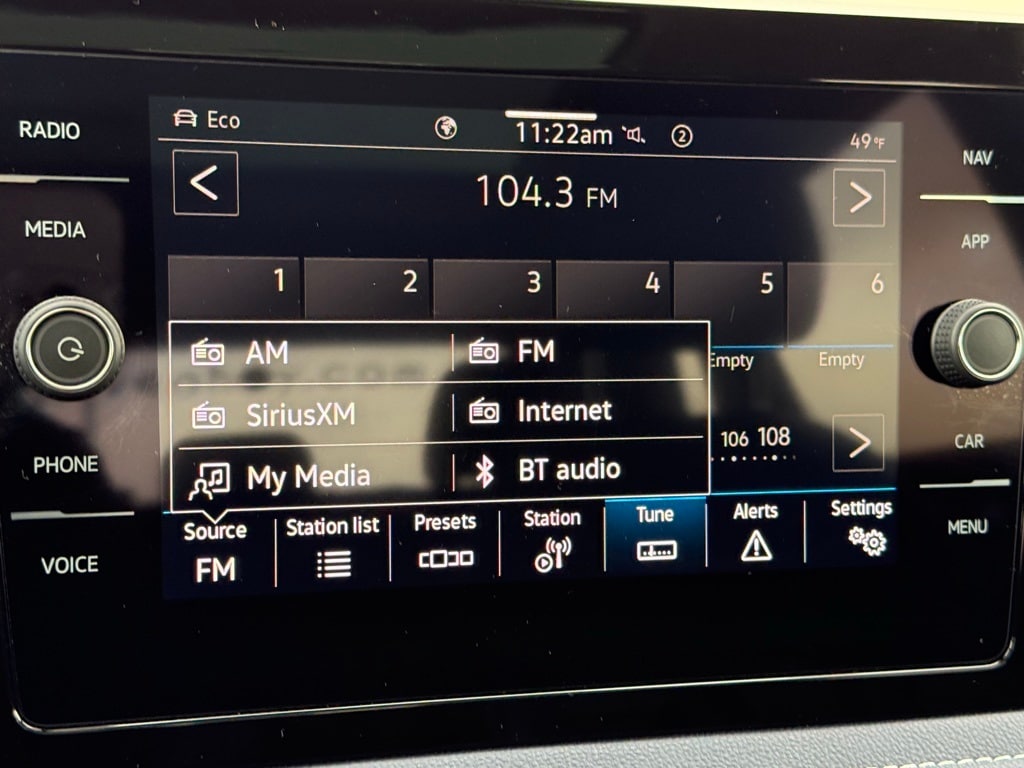 RADIO
MEDIA
PHONE
VOICE
Eco
11:22am
2
49°F
104.3 FM
1 2 3 4 5 6
Empty Empty
AM FM
SiriusXM Internet
My Media BT audio
106 108
Source Station list Presets Station Tune Alerts Settings
FM
NAV
APP
CAR
MENU